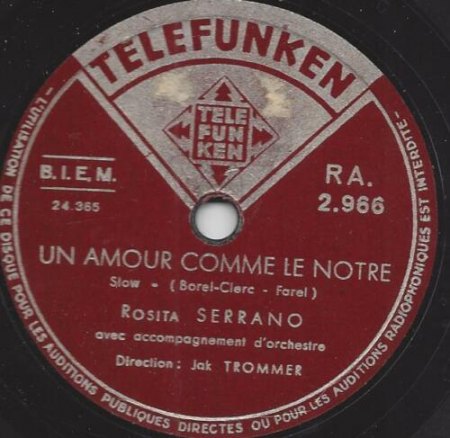 TELEFUNKEN
TELE
FUN
KEN
B.I.E.M.
24.365
RA.
2.966
UN AMOUR COMME LE NOTRE
Slow - (Borel-Clerc - Farel)
ROSITA SERRANO
avec accompagnement d'orchestre
Direction: Jak TROMMER
L'UTILISATION DE CE DISQUE POUR LES AUDITIONS PUBLIQUES DIRECTES OU POUR LES AUDITIONS RADIOPHONIQUES EST INTERDITE